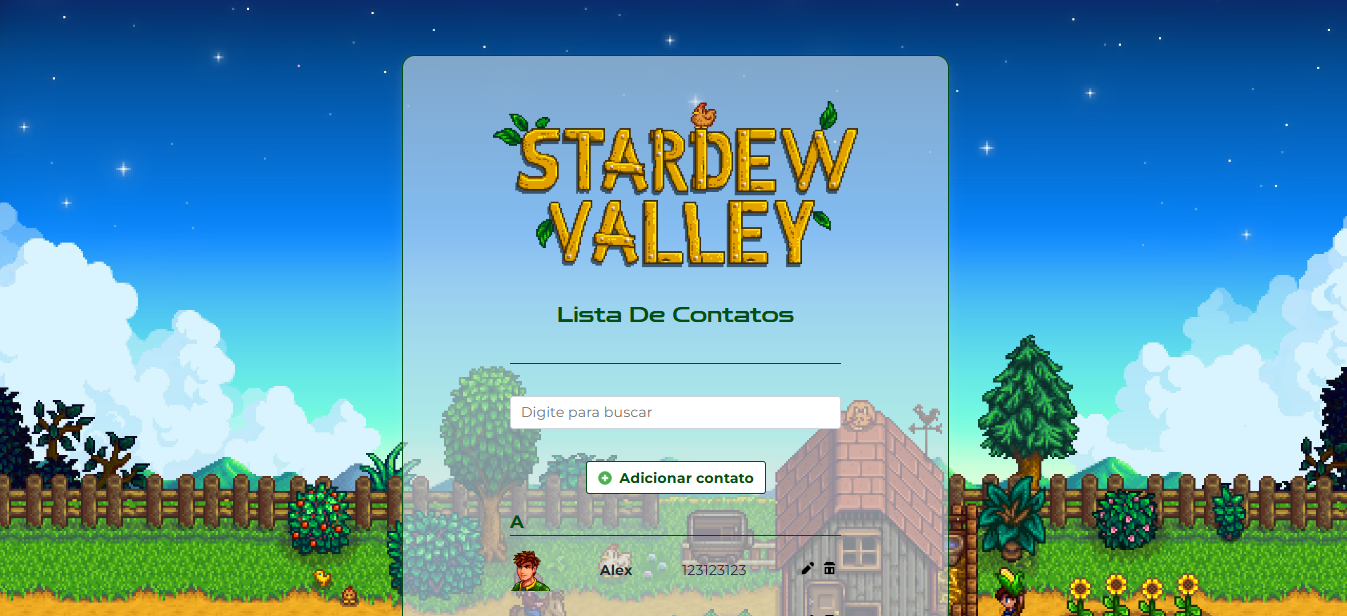 STARDEW
VALLEY
Lista De Contatos
Digite para buscar
Adicionar contato
A
Alex 123123123